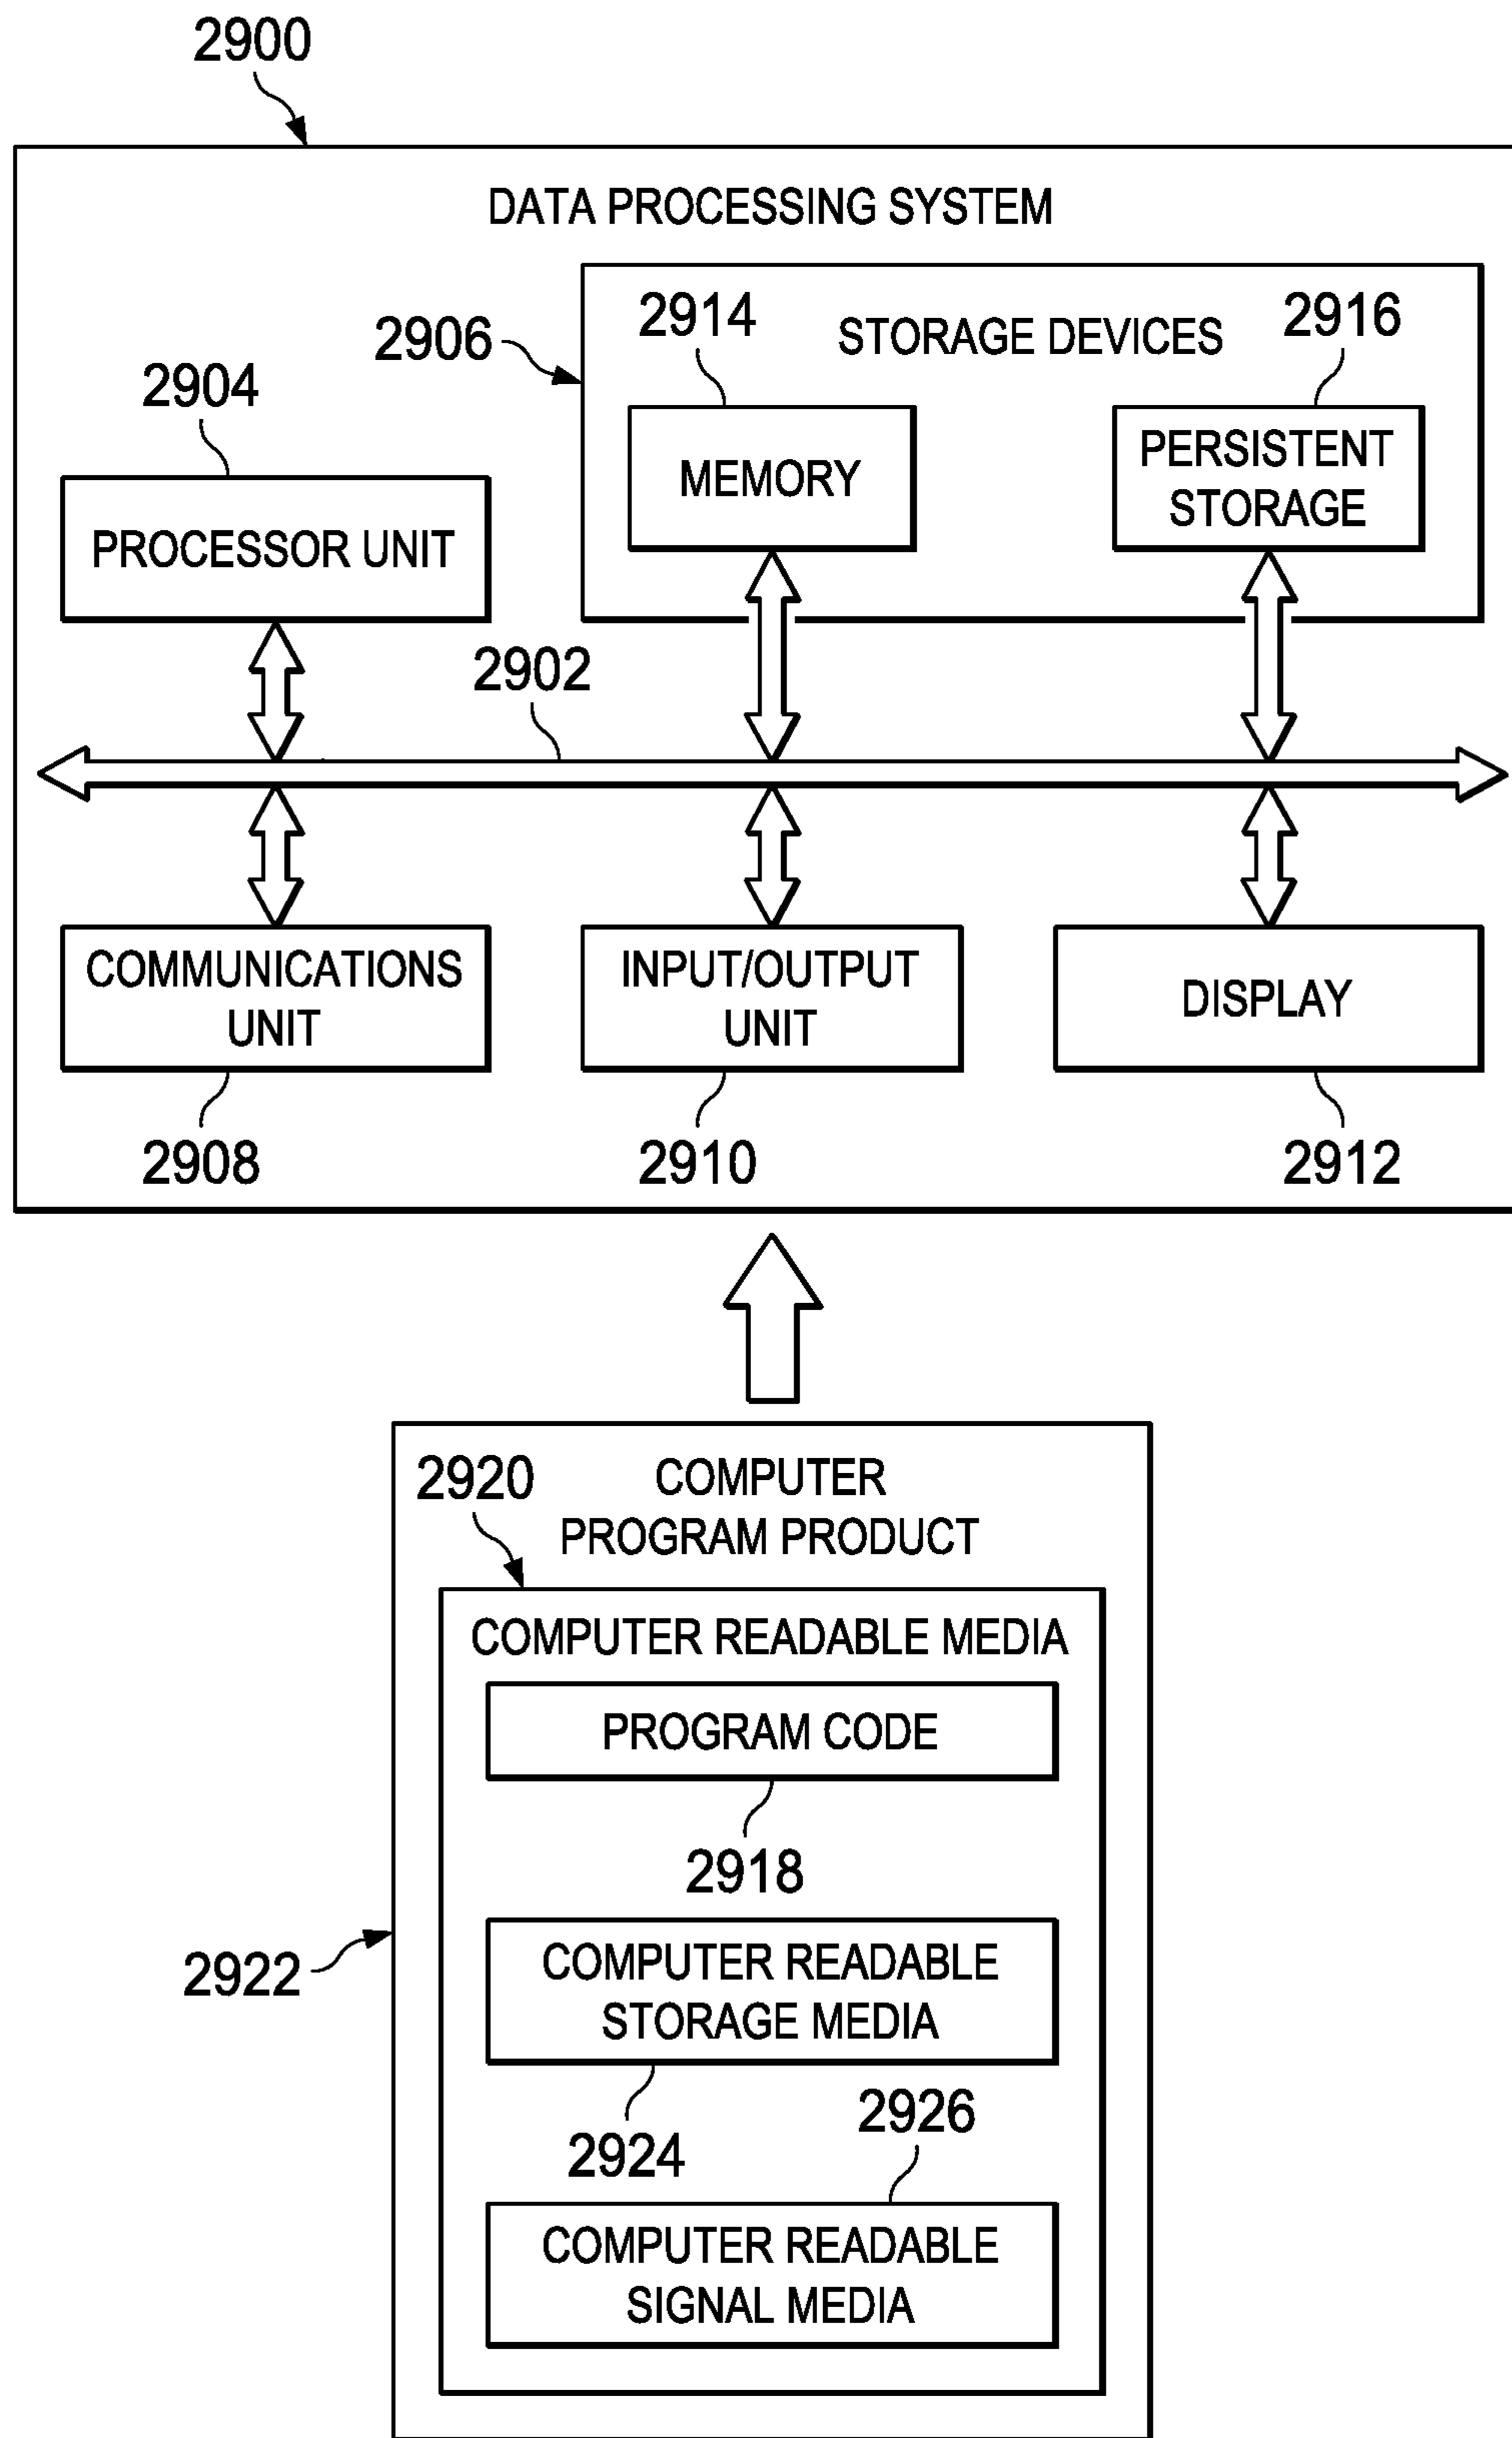 2900
DATA PROCESSING SYSTEM
2906
2914
STORAGE DEVICES
2916
2904
MEMORY
PERSISTENT
STORAGE
PROCESSOR UNIT
2902
COMMUNICATIONS
UNIT
INPUT/OUTPUT
UNIT
DISPLAY
2908
2910
2912
2920
COMPUTER
PROGRAM PRODUCT
COMPUTER READABLE MEDIA
PROGRAM CODE
2918
2922
COMPUTER READABLE
STORAGE MEDIA
2924
2926
COMPUTER READABLE
SIGNAL MEDIA